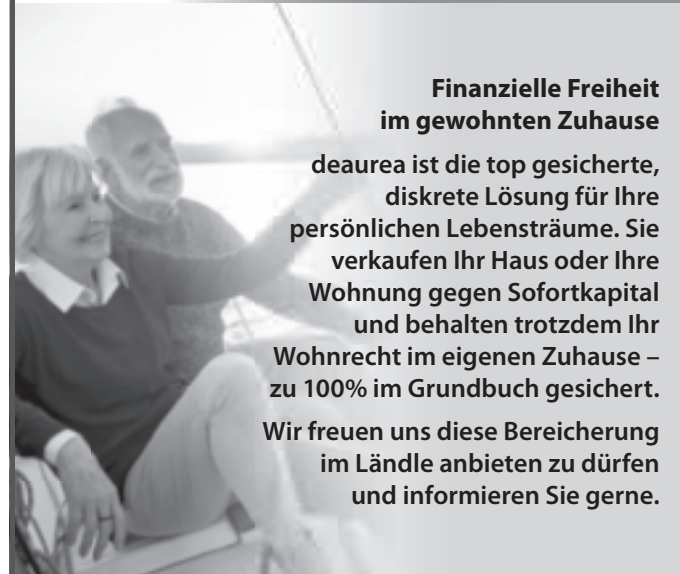 Finanzielle Freiheit
im gewohnten Zuhause
deaurea ist die top gesicherte,
diskrete Lösung für Ihre
persönlichen Lebensträume. Sie
verkaufen Ihr Haus oder Ihre
Wohnung gegen Sofortkapital
und behalten trotzdem Ihr
Wohnrecht im eigenen Zuhause –
zu 100% im Grundbuch gesichert.
Wir freuen uns diese Bereicherung
im Ländle anbieten zu dürfen
und informieren Sie gerne.